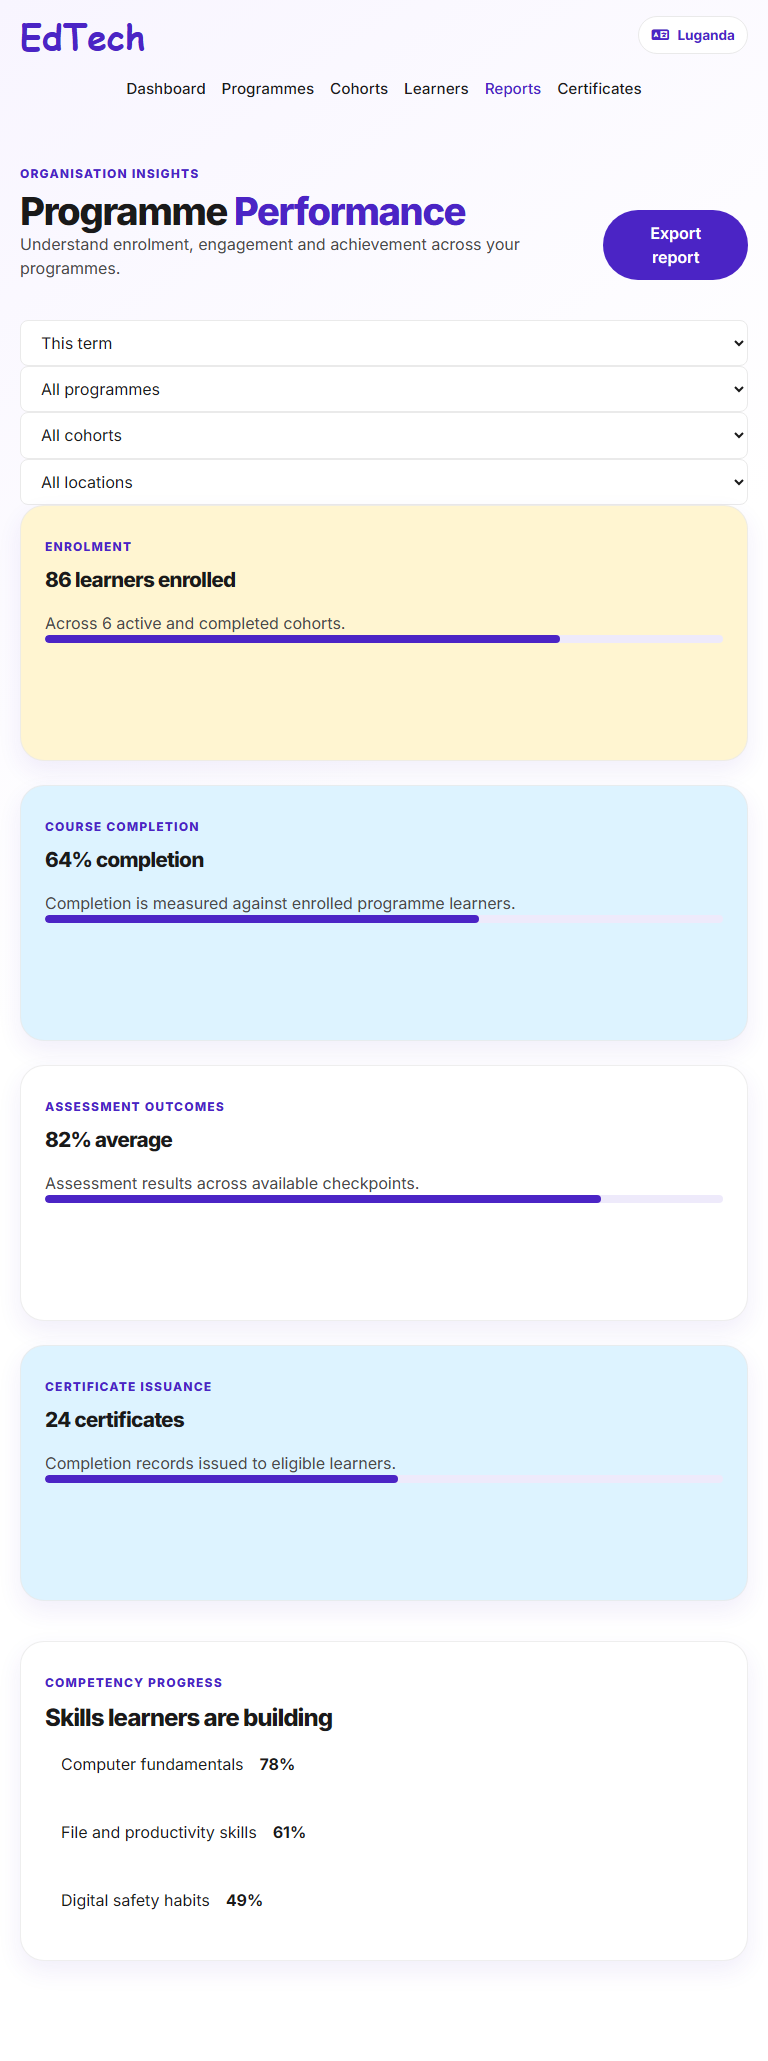 EdTech
Luganda
Dashboard Programmes Cohorts Learners Reports Certificates
ORGANISATION INSIGHTS
Programme Performance
Understand enrolment, engagement and achievement across your
programmes.
Export
report
This term
All programmes
All cohorts
All locations
ENROLMENT
86 learners enrolled
Across 6 active and completed cohorts.
COURSE COMPLETION
64% completion
Completion is measured against enrolled programme learners.
ASSESSMENT OUTCOMES
82% average
Assessment results across available checkpoints.
CERTIFICATE ISSUANCE
24 certificates
Completion records issued to eligible learners.
COMPETENCY PROGRESS
Skills learners are building
Computer fundamentals 78%
File and productivity skills 61%
Digital safety habits 49%